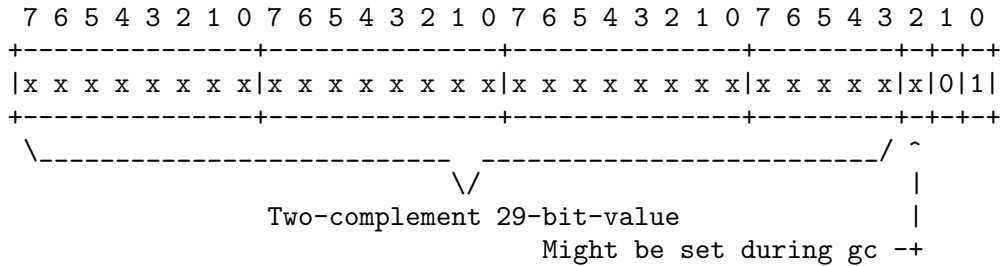 7 6 5 4 3 2 1 0 7 6 5 4 3 2 1 0 7 6 5 4 3 2 1 0 7 6 5 4 3 2 1 0
+---------------+---------------+---------------+---------+-+-+-+
|x x x x x x x x|x x x x x x x x|x x x x x x x x|x x x x x|x|0|1|
+---------------+---------------+---------------+---------+-+-+-+
 \___________________________ __________________________/ ^
                             \/                            |
                 Two-complement 29-bit-value               |
                                   Might be set during gc -+